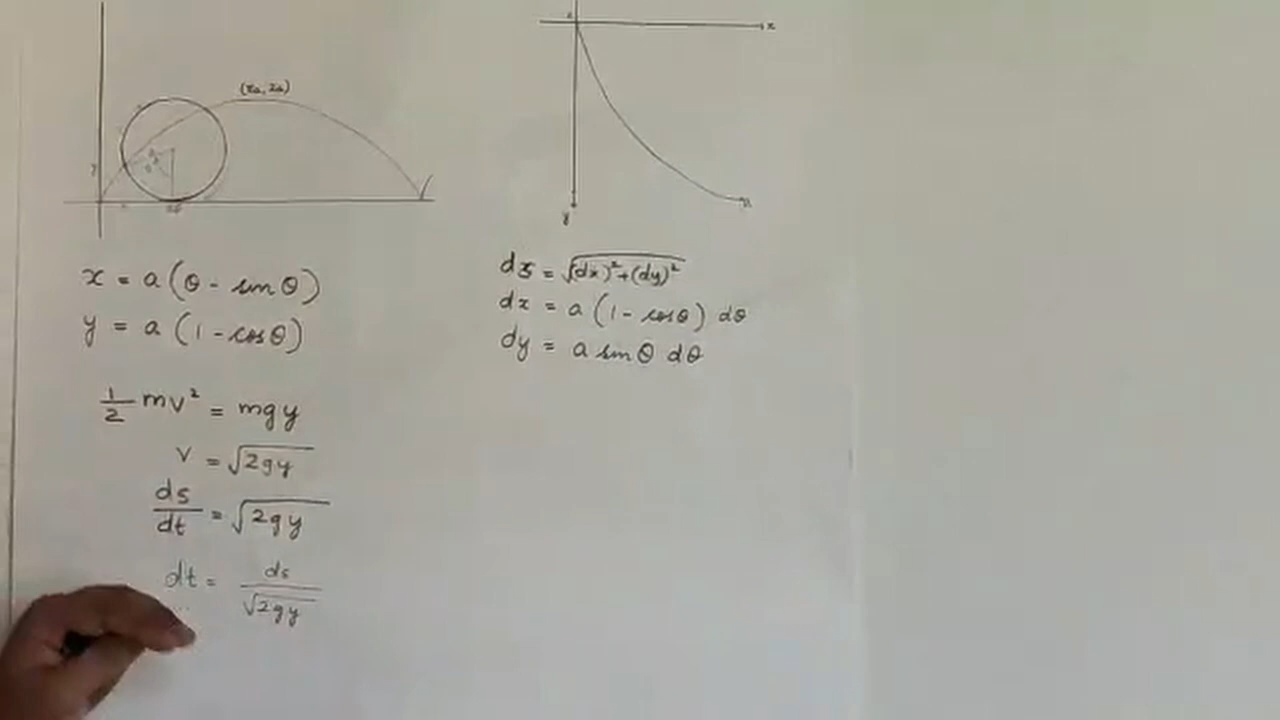 (πa, 2a)
x
y
x = a (θ - sin θ)
y = a (1 - cos θ)
1/2 mv² = mgy
v = √2gy
ds/dt = √2gy
dt = ds/√2gy
ds = √(dx)² + (dy)²
dx = a (1 - cos θ) dθ
dy = a sin θ dθ